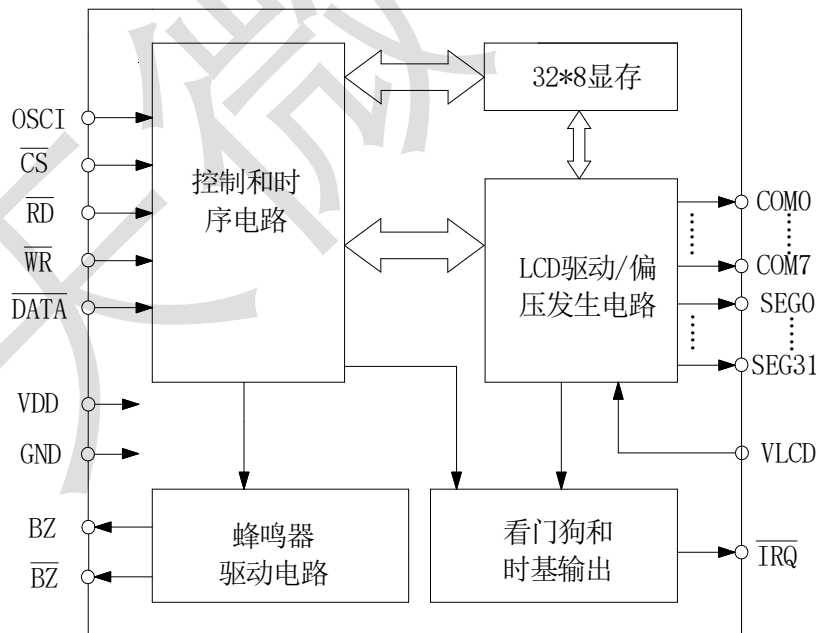 32*8显存
OSCI
CS
RD
WR
DATA
控制和时
序电路
LCD驱动/偏
压发生电路
COM0
COM7
SEG0
SEG31
VDD
GND
VLCD
BZ
BZ
蜂鸣器
驱动电路
看门狗和
时基输出
IRQ
天微